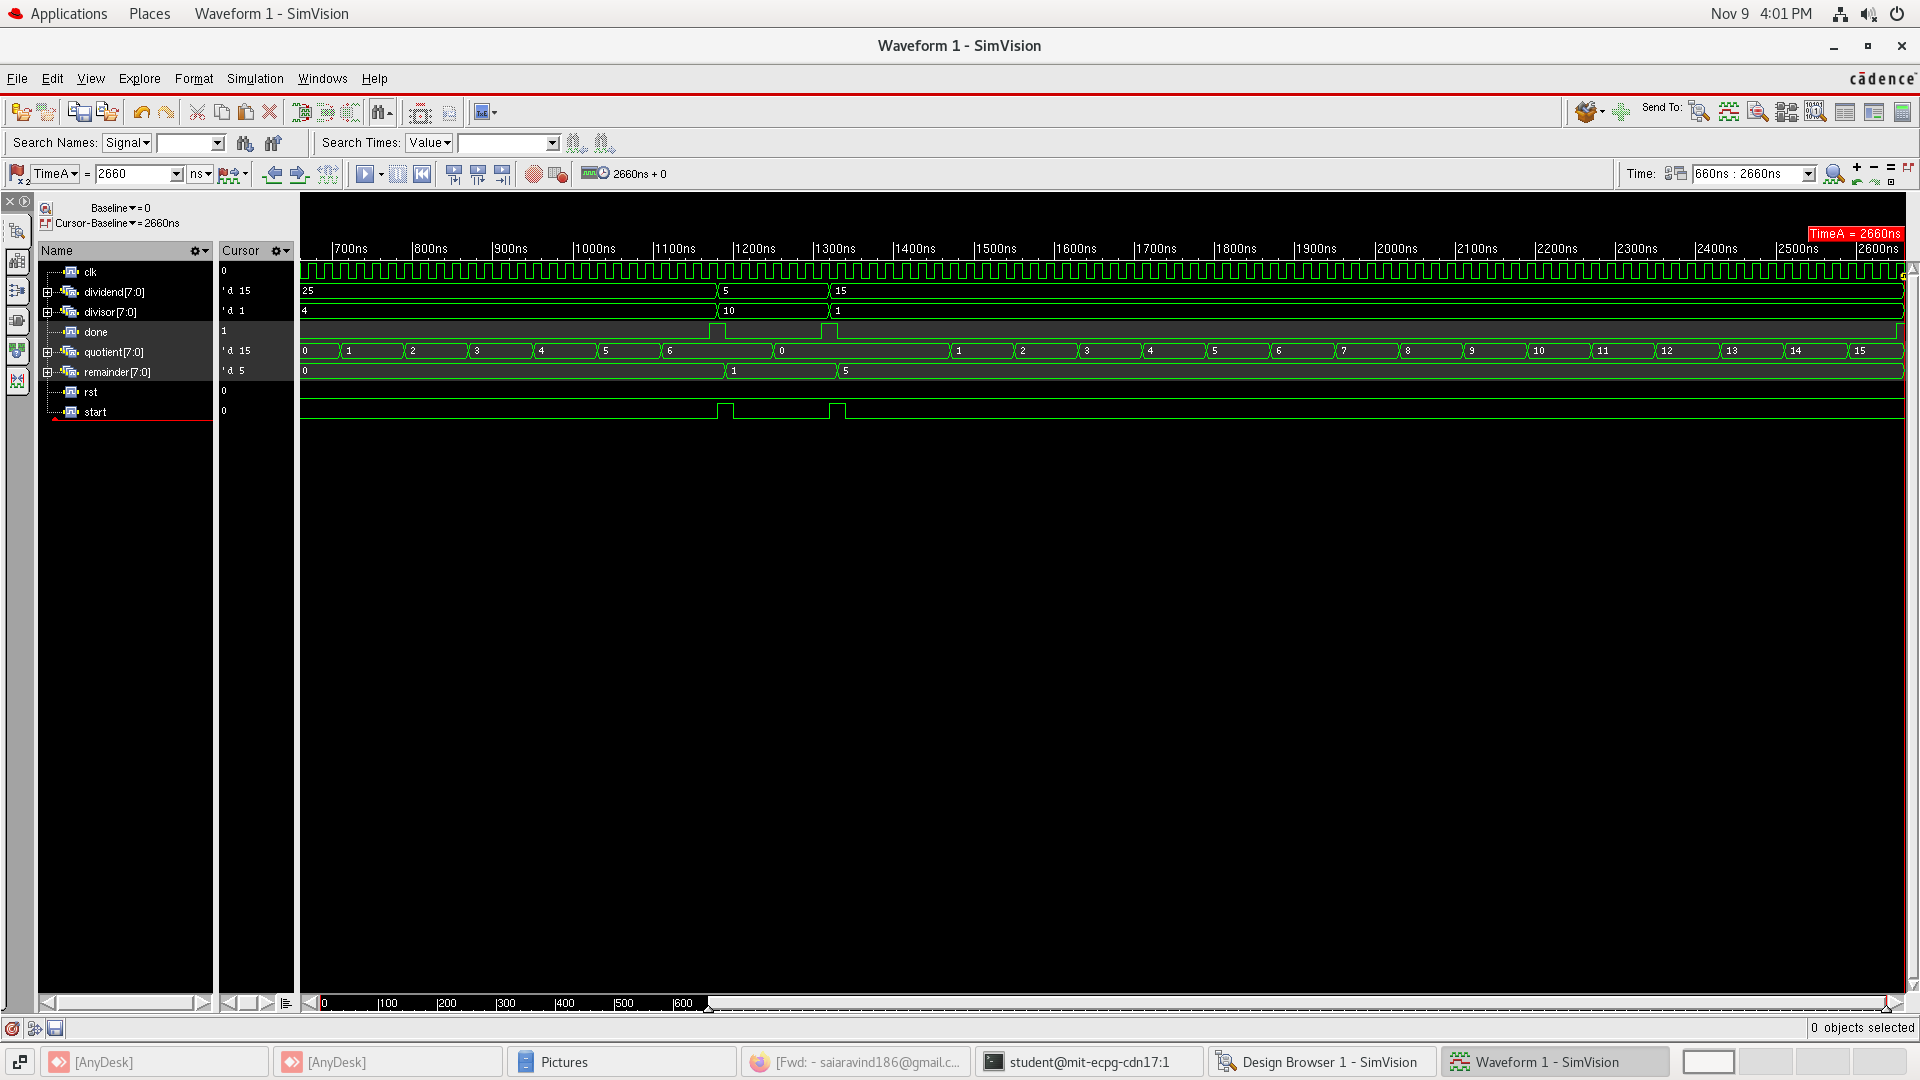 Applications Places Waveform 1 - SimVision Nov 9 4:01 PM
Waveform 1 - SimVision
File Edit View Explore Format Simulation Windows Help cādence
Send To:
Search Names: Signal Search Times: Value
TimeA = 2660 ns 2660ns + 0 Time: 660ns : 2660ns
Baseline = 0
Cursor-Baseline = 2660ns
TimeA = 2660ns
Name Cursor 700ns 800ns 900ns 1000ns 1100ns 1200ns 1300ns 1400ns 1500ns 1600ns 1700ns 1800ns 1900ns 2000ns 2100ns 2200ns 2300ns 2400ns 2500ns 2600ns
clk 0
dividend[7:0] 'd 15 25 5 15
divisor[7:0] 'd 1 4 10 1
done 1
quotient[7:0] 'd 15 0 1 2 3 4 5 6 0 1 2 3 4 5 6 7 8 9 10 11 12 13 14 15
remainder[7:0] 'd 5 0 1 5
rst 0
start 0
0 100 200 300 400 500 600
0 objects selected
[AnyDesk] [AnyDesk] Pictures [Fwd: - saiaravind186@gmail.c... student@mit-ecpg-cdn17:1 Design Browser 1 - SimVision Waveform 1 - SimVision